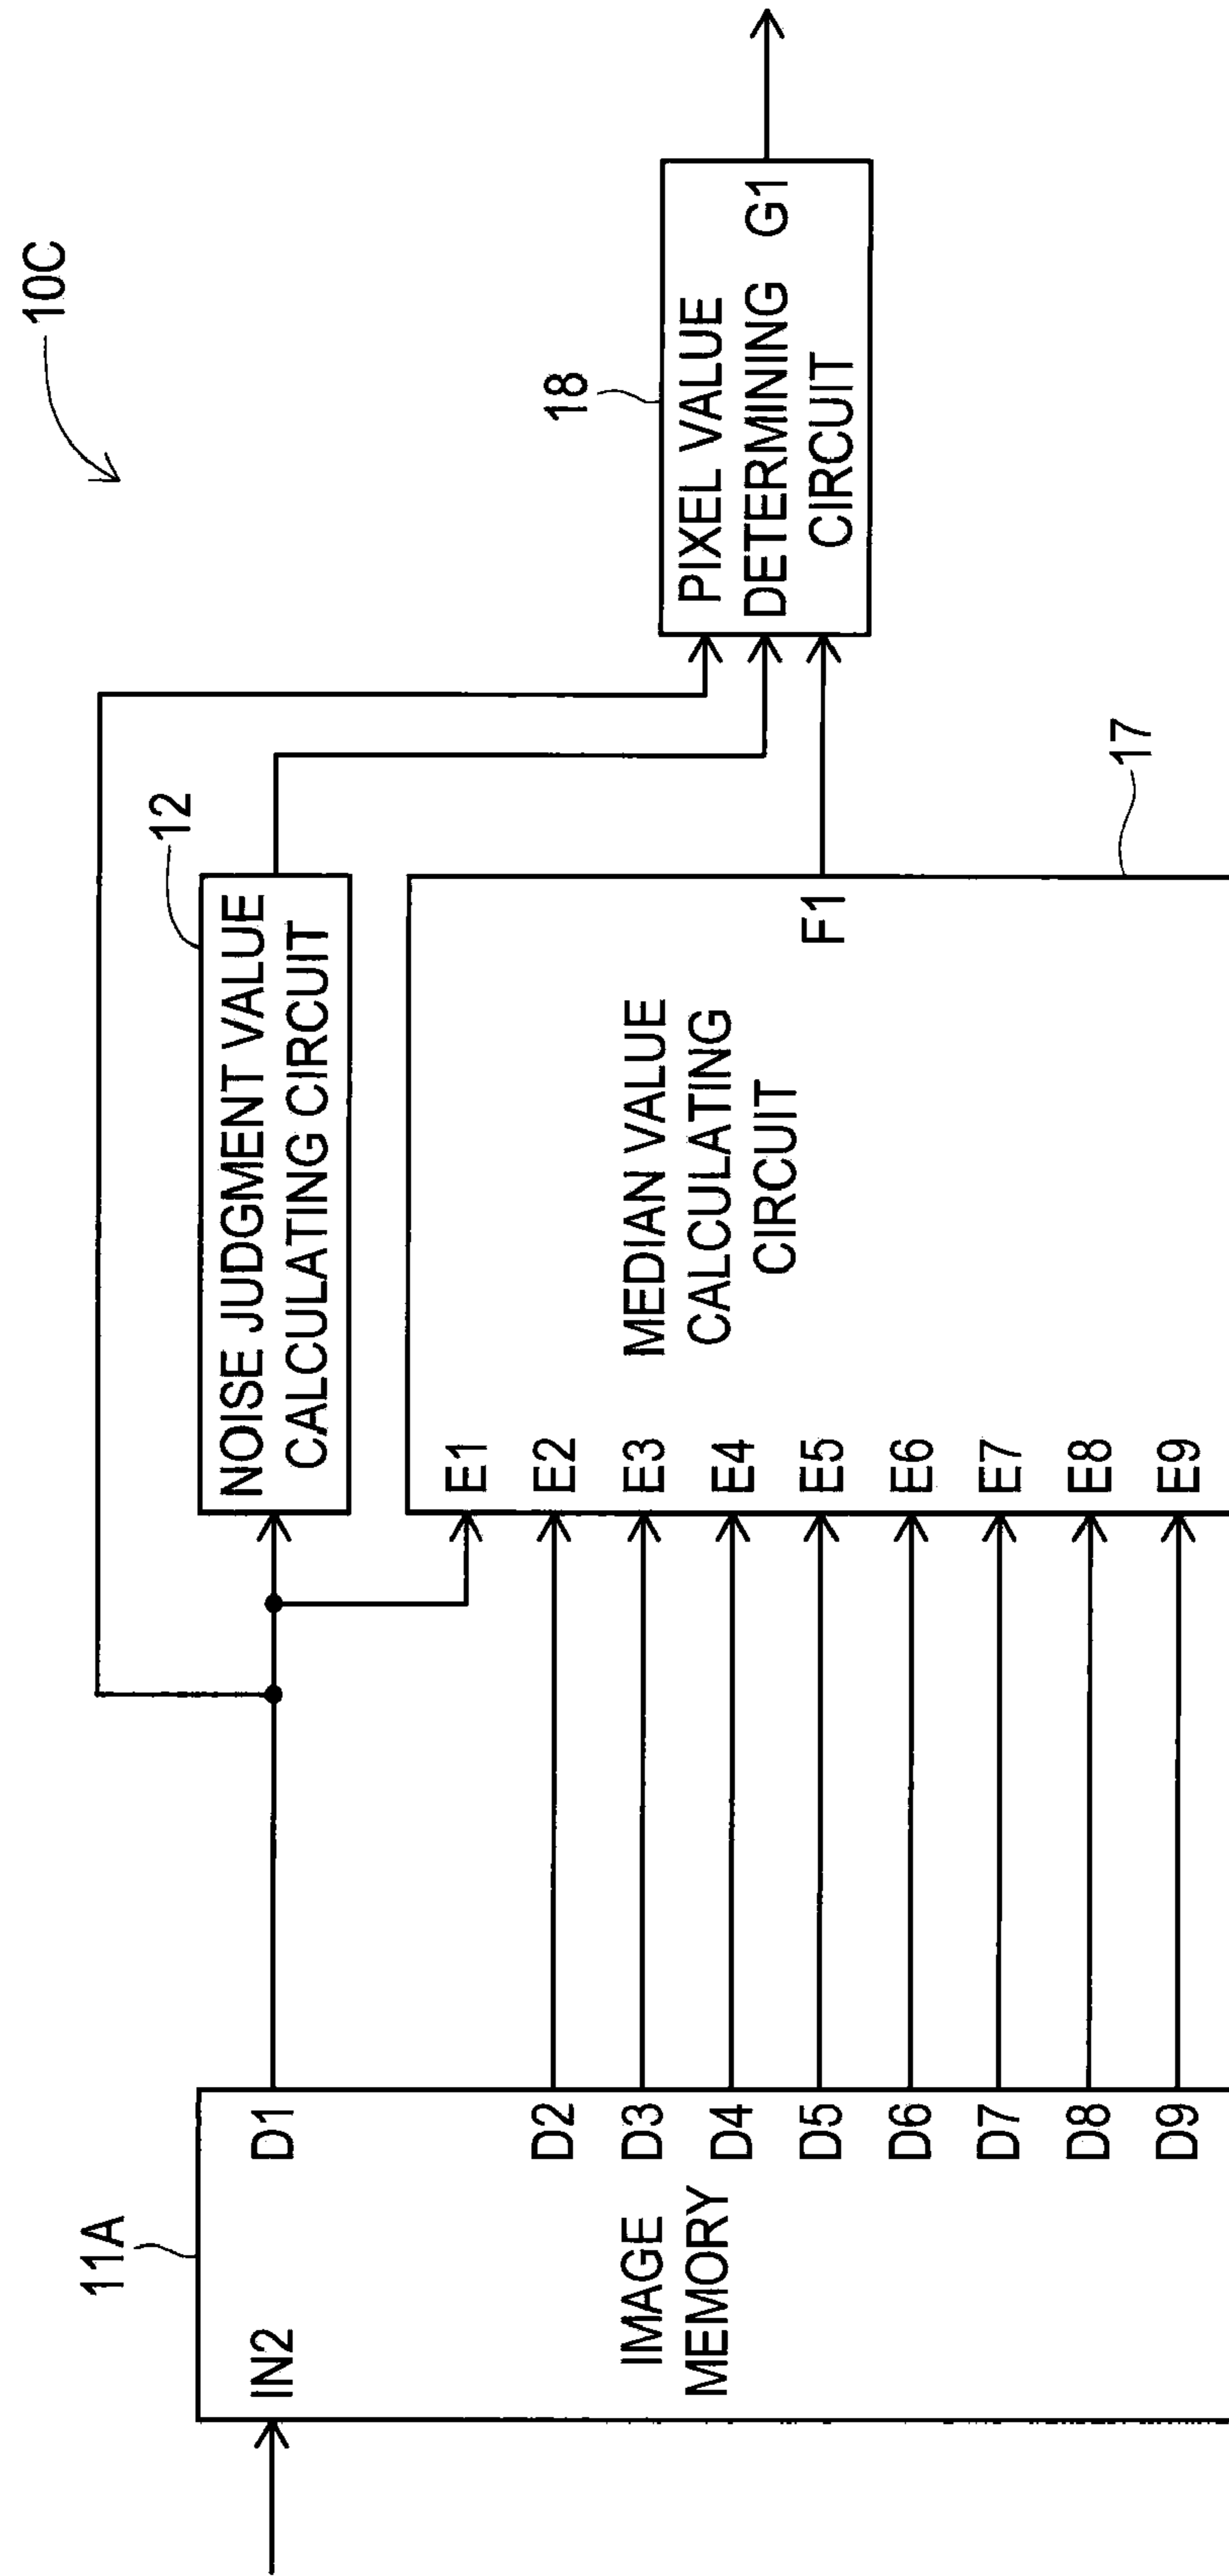 10C
11A
IN2
D1
D2
D3
D4
D5
D6
D7
D8
D9
IMAGE
MEMORY
12
NOISE JUDGMENT VALUE
CALCULATING CIRCUIT
E1
E2
E3
E4
E5
E6
E7
E8
E9
MEDIAN VALUE
CALCULATING
CIRCUIT
F1
17
18
PIXEL VALUE
DETERMINING G1
CIRCUIT